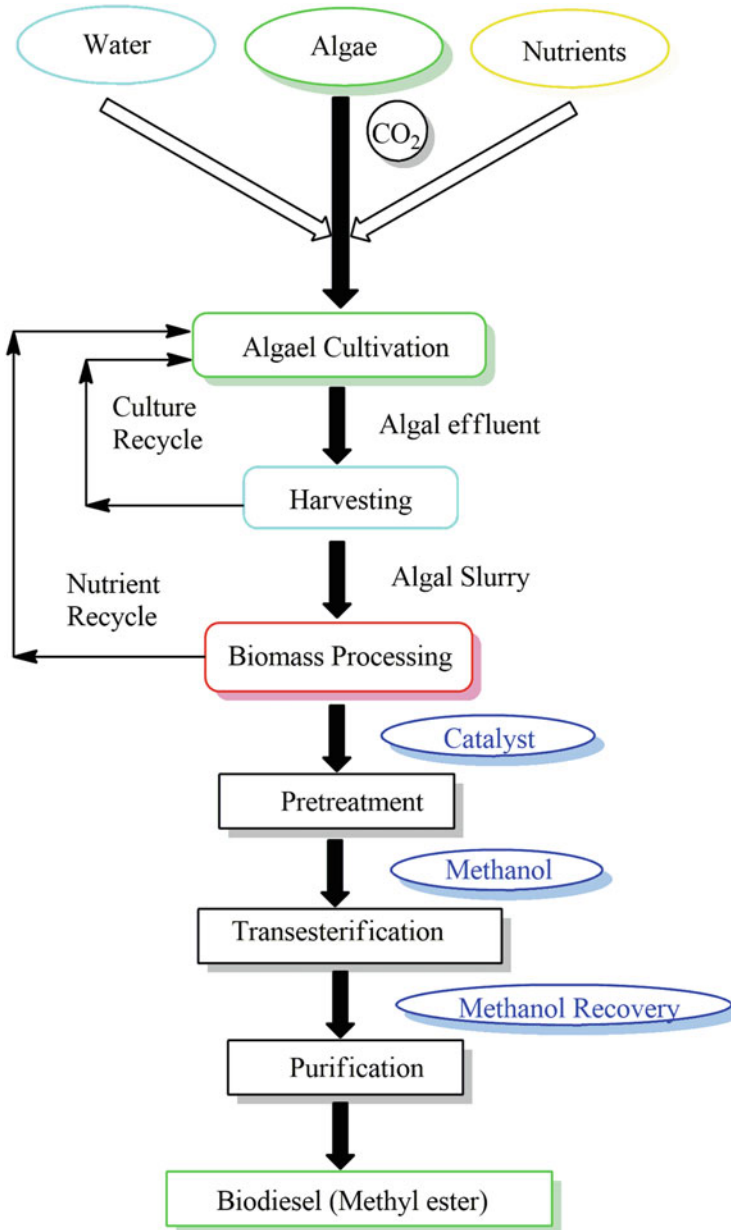 Water
Algae
Nutrients
CO2
Algael Cultivation
Culture
Recycle
Algal effluent
Harvesting
Nutrient
Recycle
Algal Slurry
Biomass Processing
Catalyst
Pretreatment
Methanol
Transesterification
Methanol Recovery
Purification
Biodiesel (Methyl ester)